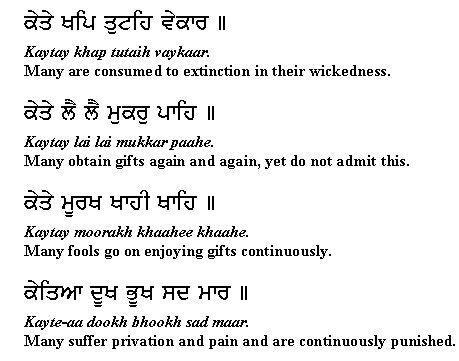 ਕੇਤੇ ਖਪਿ ਤੁਟਹਿ ਵੇਕਾਰ ॥
Kaytay khap tutaih vaykaar.
Many are consumed to extinction in their wickedness.
ਕੇਤੇ ਲੈ ਲੈ ਮੁਕਰੁ ਪਾਹਿ ॥
Kaytay lai lai mukkar paahe.
Many obtain gifts again and again, yet do not admit this.
ਕੇਤੇ ਮੂਰਖ ਖਾਹੀ ਖਾਹਿ ॥
Kaytay moorakh khaahee khaahe.
Many fools go on enjoying gifts continuously.
ਕੇਤਿਆ ਦੂਖ ਭੂਖ ਸਦ ਮਾਰ ॥
Kayte-aa dookh bhookh sad maar.
Many suffer privation and pain and are continuously punished.